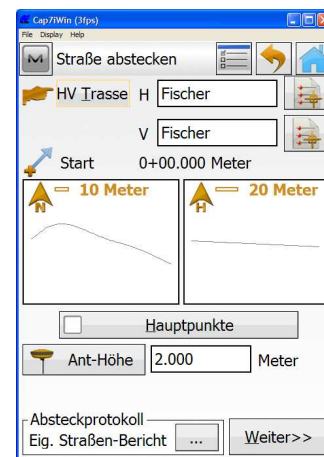 Cap7iWin (3fps)
File Display Help
M Straße abstecken
HV Trasse H Fischer
V Fischer
Start 0+00.000 Meter
10 Meter
N
20 Meter
H
Hauptpunkte
Ant-Höhe 2.000 Meter
Absteckprotokoll
Eig. Straßen-Bericht ... Weiter>>